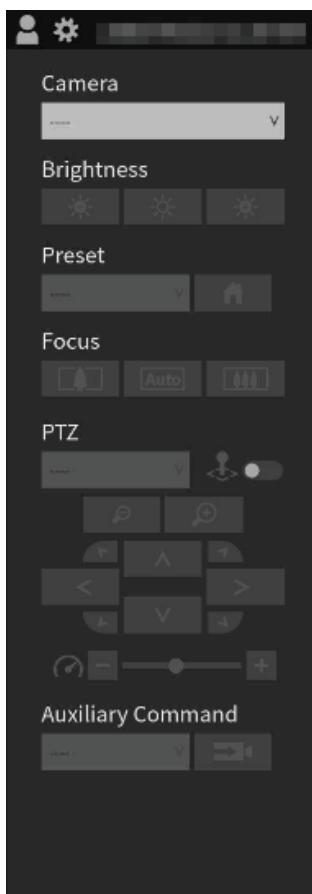 Camera
----
Brightness
Preset
----
Focus
Auto
PTZ
----
Auxiliary Command
----